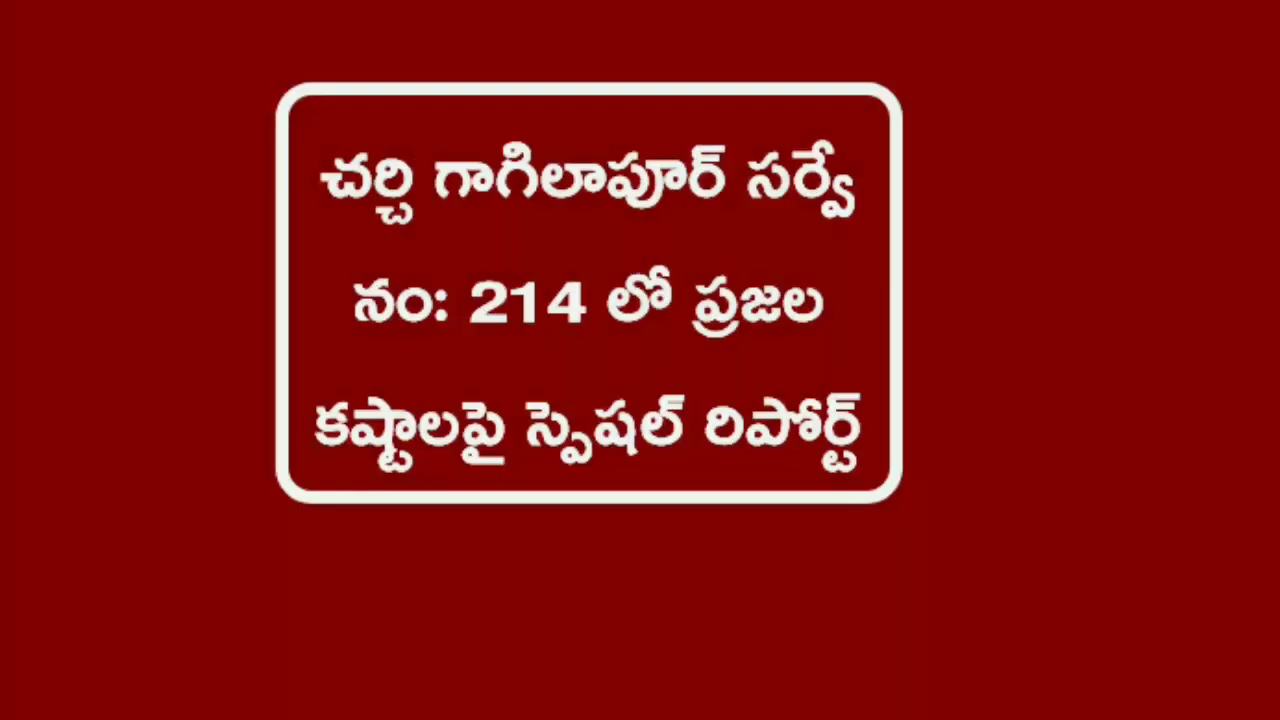 చర్చి గాగిలాపూర్ సర్వే
నం: 214 లో ప్రజల
కష్టాలపై స్పెషల్ రిపోర్ట్